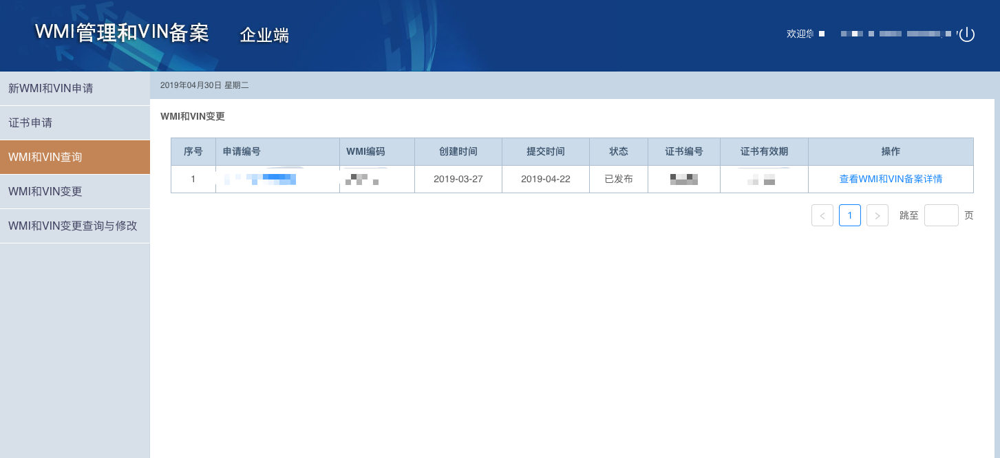 WMI管理和VIN备案 企业端
欢迎您
新WMI和VIN申请
证书申请
WMI和VIN查询
WMI和VIN变更
WMI和VIN变更查询与修改
2019年04月30日 星期二
WMI和VIN变更
序号 申请编号 WMI编码 创建时间 提交时间 状态 证书编号 证书有效期 操作
1 2019-03-27 2019-04-22 已发布 查看WMI和VIN备案详情
< 1 > 跳至 页